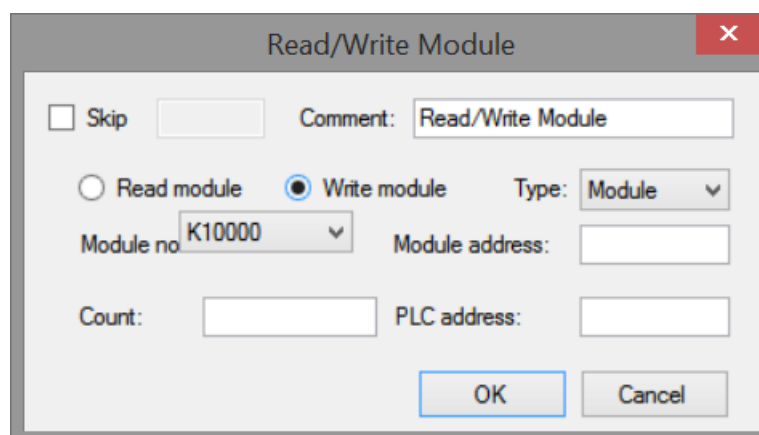 Read/Write Module
Skip Comment: Read/Write Module
Read module Write module Type: Module
Module no K10000 Module address:
Count: PLC address:
OK Cancel